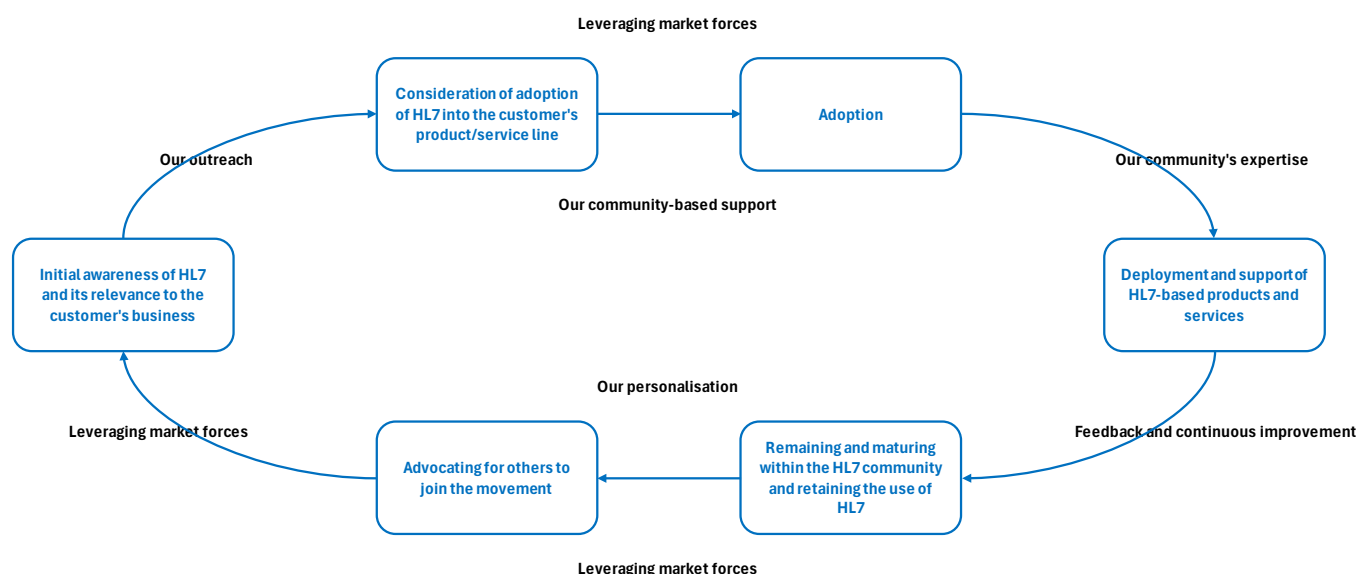 Leveraging market forces
Consideration of adoption
of HL7 into the customer's
product/service line
Adoption
Our outreach
Our community's expertise
Our community-based support
Initial awareness of HL7
and its relevance to the
customer's business
Deployment and support of
HL7-based products and
services
Our personalisation
Leveraging market forces
Feedback and continuous improvement
Advocating for others to
join the movement
Remaining and maturing
within the HL7 community
and retaining the use of
HL7
Leveraging market forces